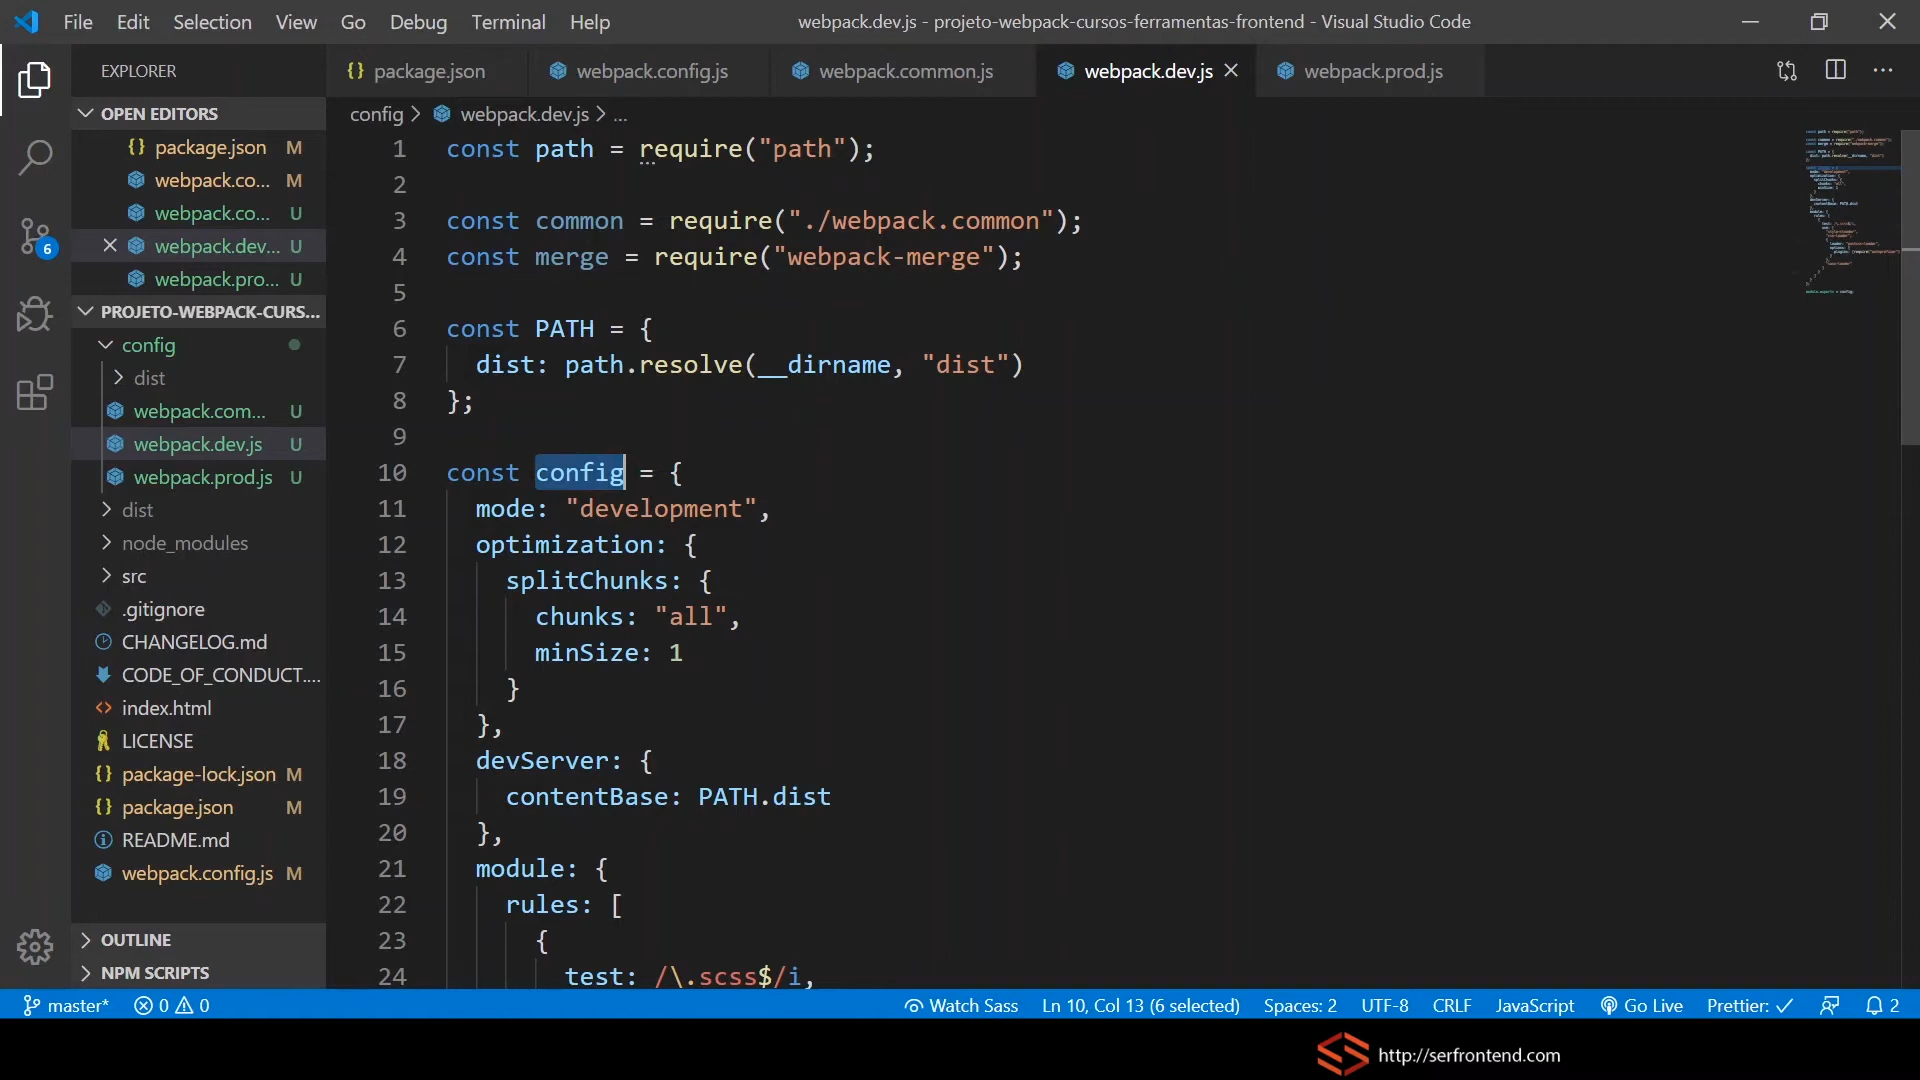 File Edit Selection View Go Debug Terminal Help
webpack.dev.js - projeto-webpack-cursos-ferramentas-frontend - Visual Studio Code
EXPLORER
OPEN EDITORS
{} package.json M
webpack.co... M
webpack.co... U
webpack.dev... U
webpack.pro... U
PROJETO-WEBPACK-CURS...
config
dist
webpack.com... U
webpack.dev.js U
webpack.prod.js U
dist
node_modules
src
.gitignore
CHANGELOG.md
CODE_OF_CONDUCT....
index.html
LICENSE
{} package-lock.json M
{} package.json M
README.md
webpack.config.js M
OUTLINE
NPM SCRIPTS
6
{} package.json webpack.config.js webpack.common.js webpack.dev.js webpack.prod.js
config > webpack.dev.js > ...
1 const path = require("path");
2
3 const common = require("./webpack.common");
4 const merge = require("webpack-merge");
5
6 const PATH = {
7 dist: path.resolve(__dirname, "dist")
8 };
9
10 const config = {
11 mode: "development",
12 optimization: {
13 splitChunks: {
14 chunks: "all",
15 minSize: 1
16 }
17 },
18 devServer: {
19 contentBase: PATH.dist
20 },
21 module: {
22 rules: [
23 {
24 test: /\.scss$/i,
master* 0 0 Watch Sass Ln 10, Col 13 (6 selected) Spaces: 2 UTF-8 CRLF JavaScript Go Live Prettier: ✓ 2
http://serfrontend.com